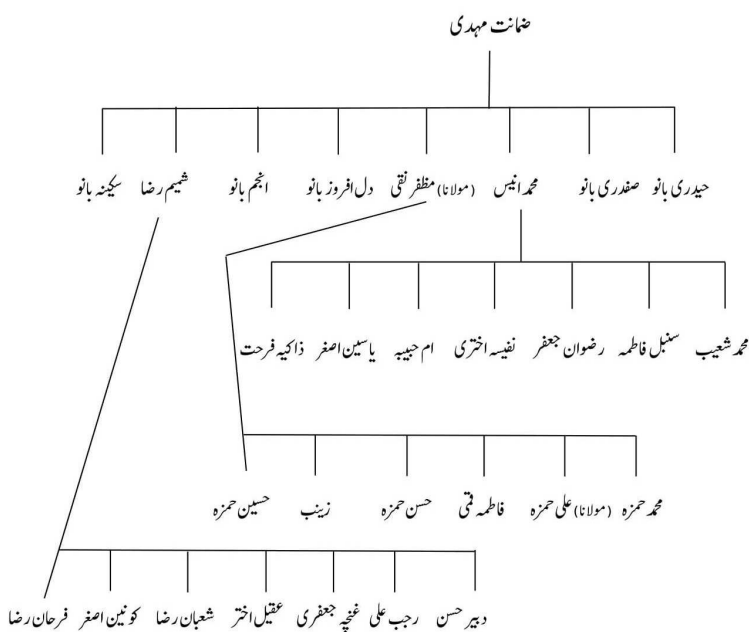 ضمانت مہدی
حیدری بانو صفدری بانو محمد انیس (مولانا) مظفر نقی دل افروز بانو انجم بانو شمیم رضا سکینہ بانو
محمد شعیب سنبل فاطمہ رضوان جعفر نفیسہ اختری ام حبیبہ یاسین اصغر ذاکیہ فرحت
محمد حمزہ (مولانا) علی حمزہ فاطمہ قمی حسن حمزہ زینب حسین حمزہ
دبیر حسن رجب علی غنچہ جعفری عقیل اختر شعبان رضا کونین اصغر فرحان رضا